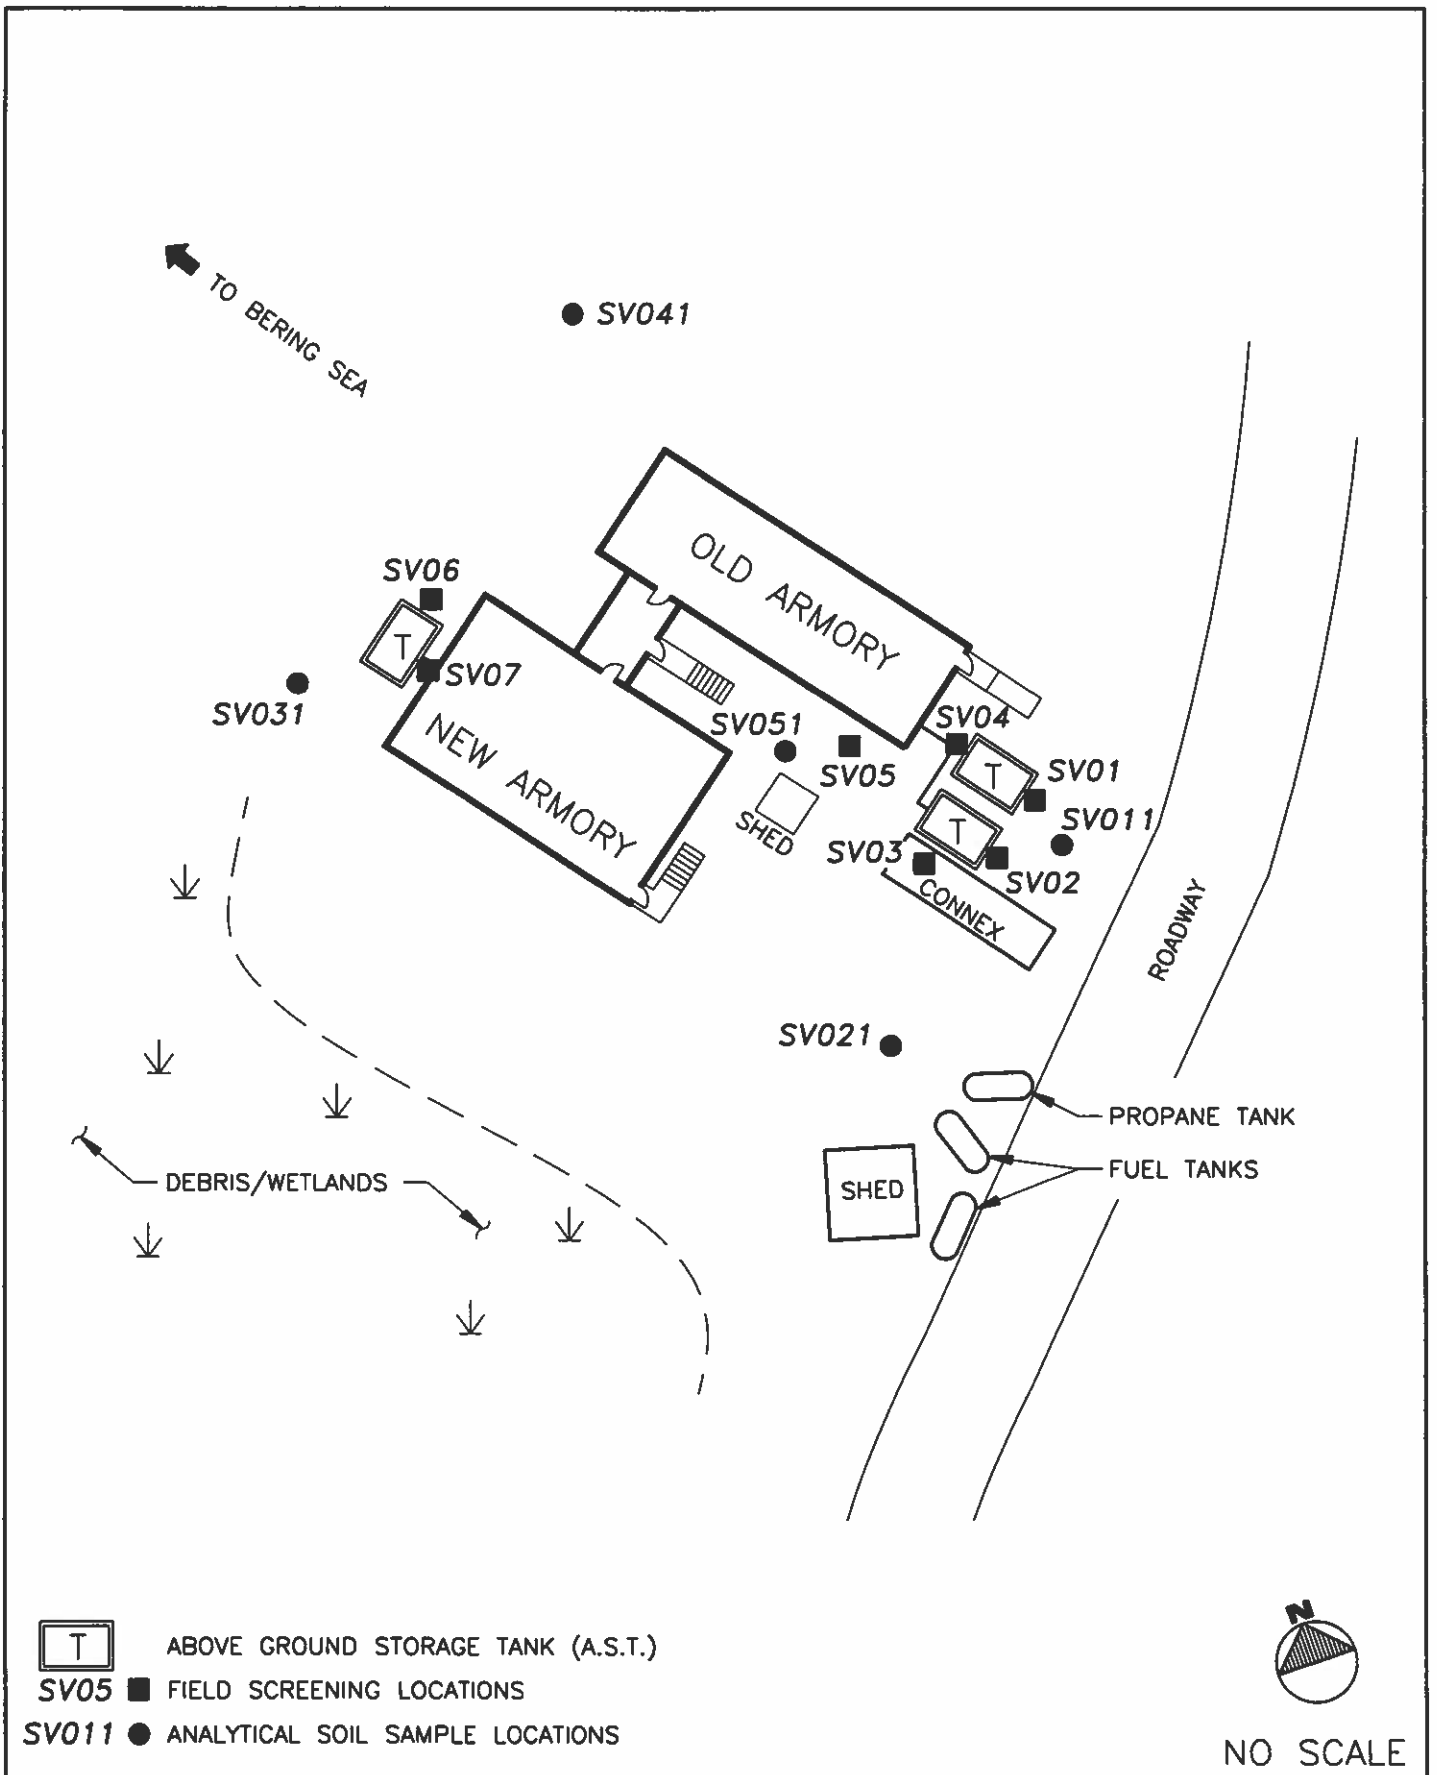 TO BERING SEA
SV041
OLD ARMORY
SV06
T
SV07
SV031
NEW ARMORY
SV051
SV05
SHED
SV04
T
SV01
SV011
T
SV03
SV02
CONNEX
ROADWAY
SV021
PROPANE TANK
FUEL TANKS
SHED
DEBRIS/WETLANDS
T ABOVE GROUND STORAGE TANK (A.S.T.)
SV05 FIELD SCREENING LOCATIONS
SV011 ANALYTICAL SOIL SAMPLE LOCATIONS
N
NO SCALE